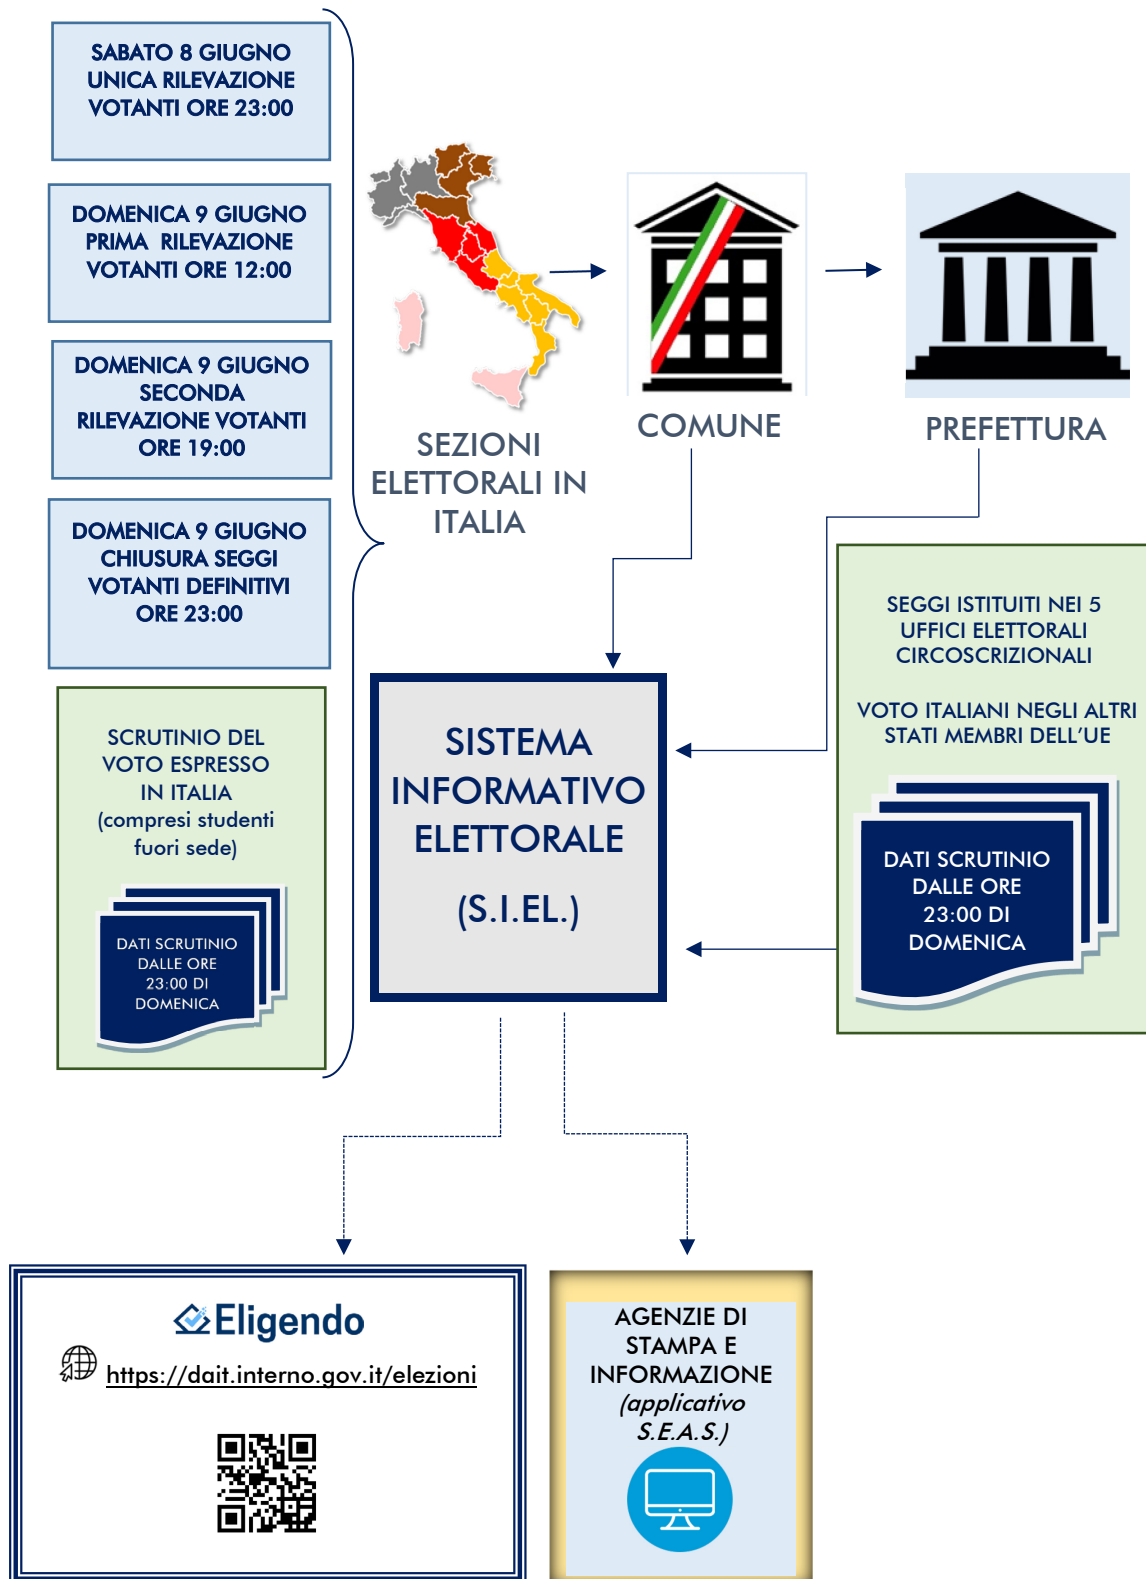 SABATO 8 GIUGNO
UNICA RILEVAZIONE
VOTANTI ORE 23:00
DOMENICA 9 GIUGNO
PRIMA RILEVAZIONE
VOTANTI ORE 12:00
DOMENICA 9 GIUGNO
SECONDA
RILEVAZIONE VOTANTI
ORE 19:00
DOMENICA 9 GIUGNO
CHIUSURA SEGGI
VOTANTI DEFINITIVI
ORE 23:00
SCRUTINIO DEL
VOTO ESPRESSO
IN ITALIA
(compresi studenti
fuori sede)
DATI SCRUTINIO
DALLE ORE
23:00 DI
DOMENICA
SEZIONI
ELETTORALI IN
ITALIA
COMUNE
PREFETTURA
SISTEMA
INFORMATIVO
ELETTORALE
(S.I.EL.)
SEGGI ISTITUITI NEI 5
UFFICI ELETTORALI
CIRCOSCRIZIONALI
VOTO ITALIANI NEGLI ALTRI
STATI MEMBRI DELL'UE
DATI SCRUTINIO
DALLE ORE
23:00 DI
DOMENICA
Eligendo
https://dait.interno.gov.it/elezioni
AGENZIE DI
STAMPA E
INFORMAZIONE
(applicativo
S.E.A.S.)